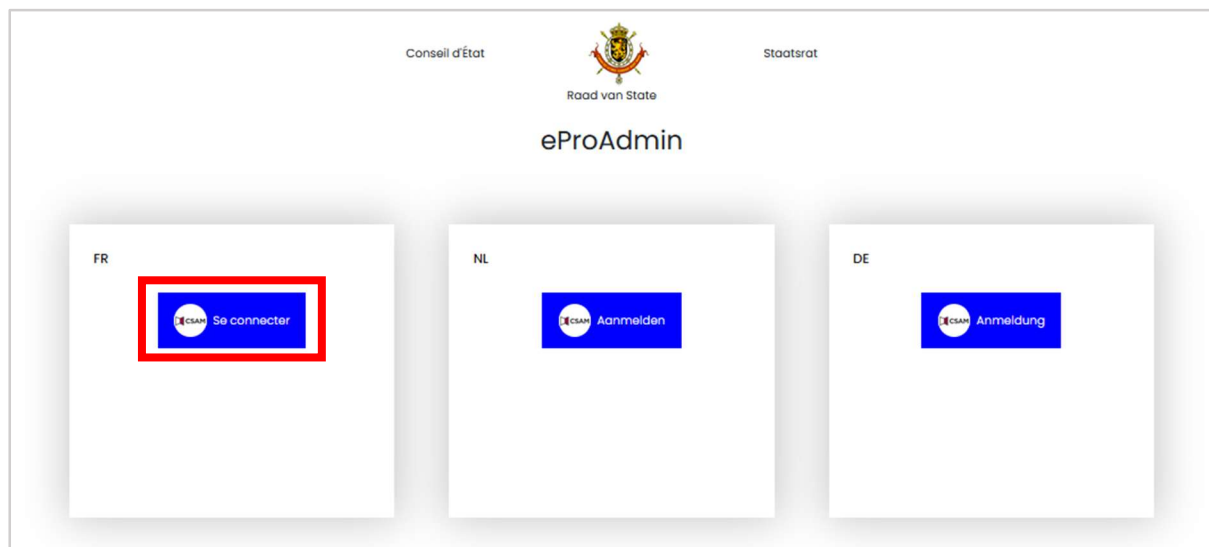 Conseil d'État
Staatsrat
Raad van State
eProAdmin
FR
NL
DE
CSAM Se connecter
CSAM Aanmelden
CSAM Anmeldung